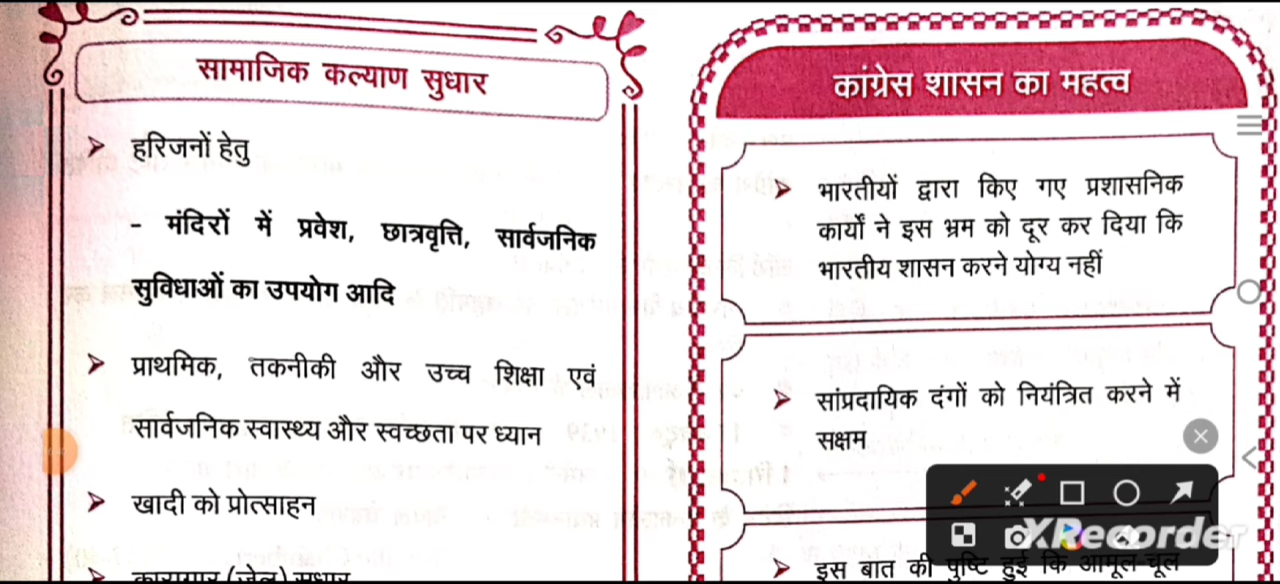 सामाजिक कल्याण सुधार
➤ हरिजनों हेतु
- मंदिरों में प्रवेश, छात्रवृत्ति, सार्वजनिक
सुविधाओं का उपयोग आदि
➤ प्राथमिक, तकनीकी और उच्च शिक्षा एवं
सार्वजनिक स्वास्थ्य और स्वच्छता पर ध्यान
➤ खादी को प्रोत्साहन
➤ कारागार (जेल) सुधार
कांग्रेस शासन का महत्व
➤ भारतीयों द्वारा किए गए प्रशासनिक
कार्यों ने इस भ्रम को दूर कर दिया कि
भारतीय शासन करने योग्य नहीं
➤ सांप्रदायिक दंगों को नियंत्रित करने में
सक्षम
➤ इस बात की पुष्टि हुई कि आमूल-चूल
XRecorder